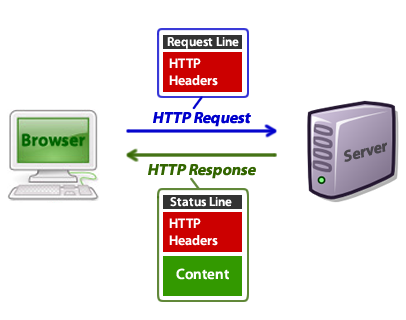 Request Line
HTTP
Headers
Browser
HTTP Request
Server
HTTP Response
Status Line
HTTP
Headers
Content